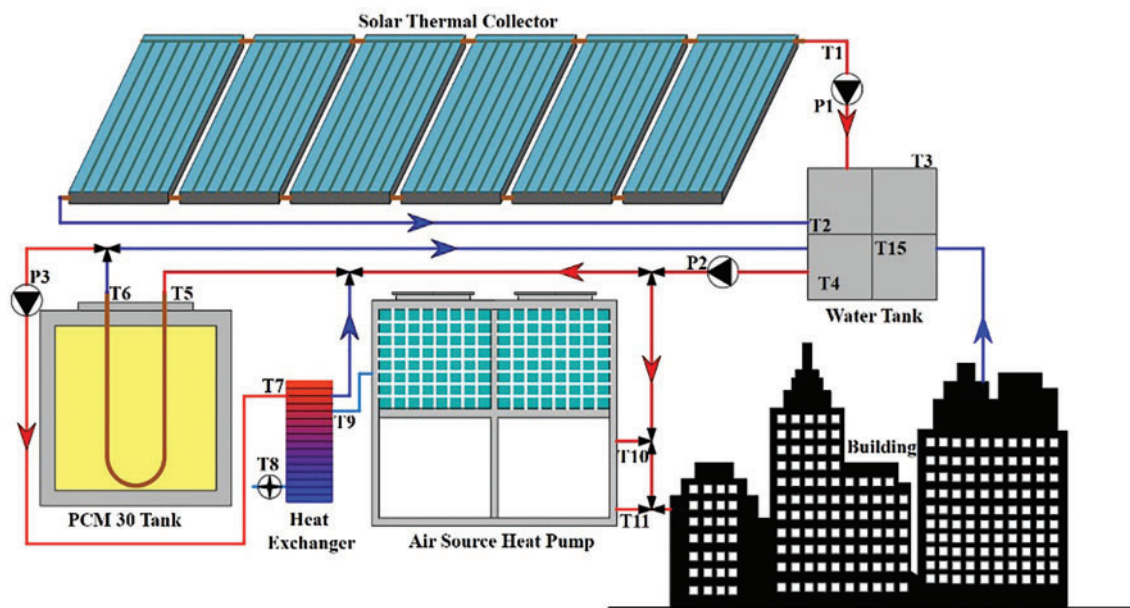 Solar Thermal Collector
T1
P1
T3
T2
P3
T15
P2
T6
T5
T4
Water Tank
T7
T9
T8
T10
Building
T11
PCM 30 Tank
Heat
Exchanger
Air Source Heat Pump